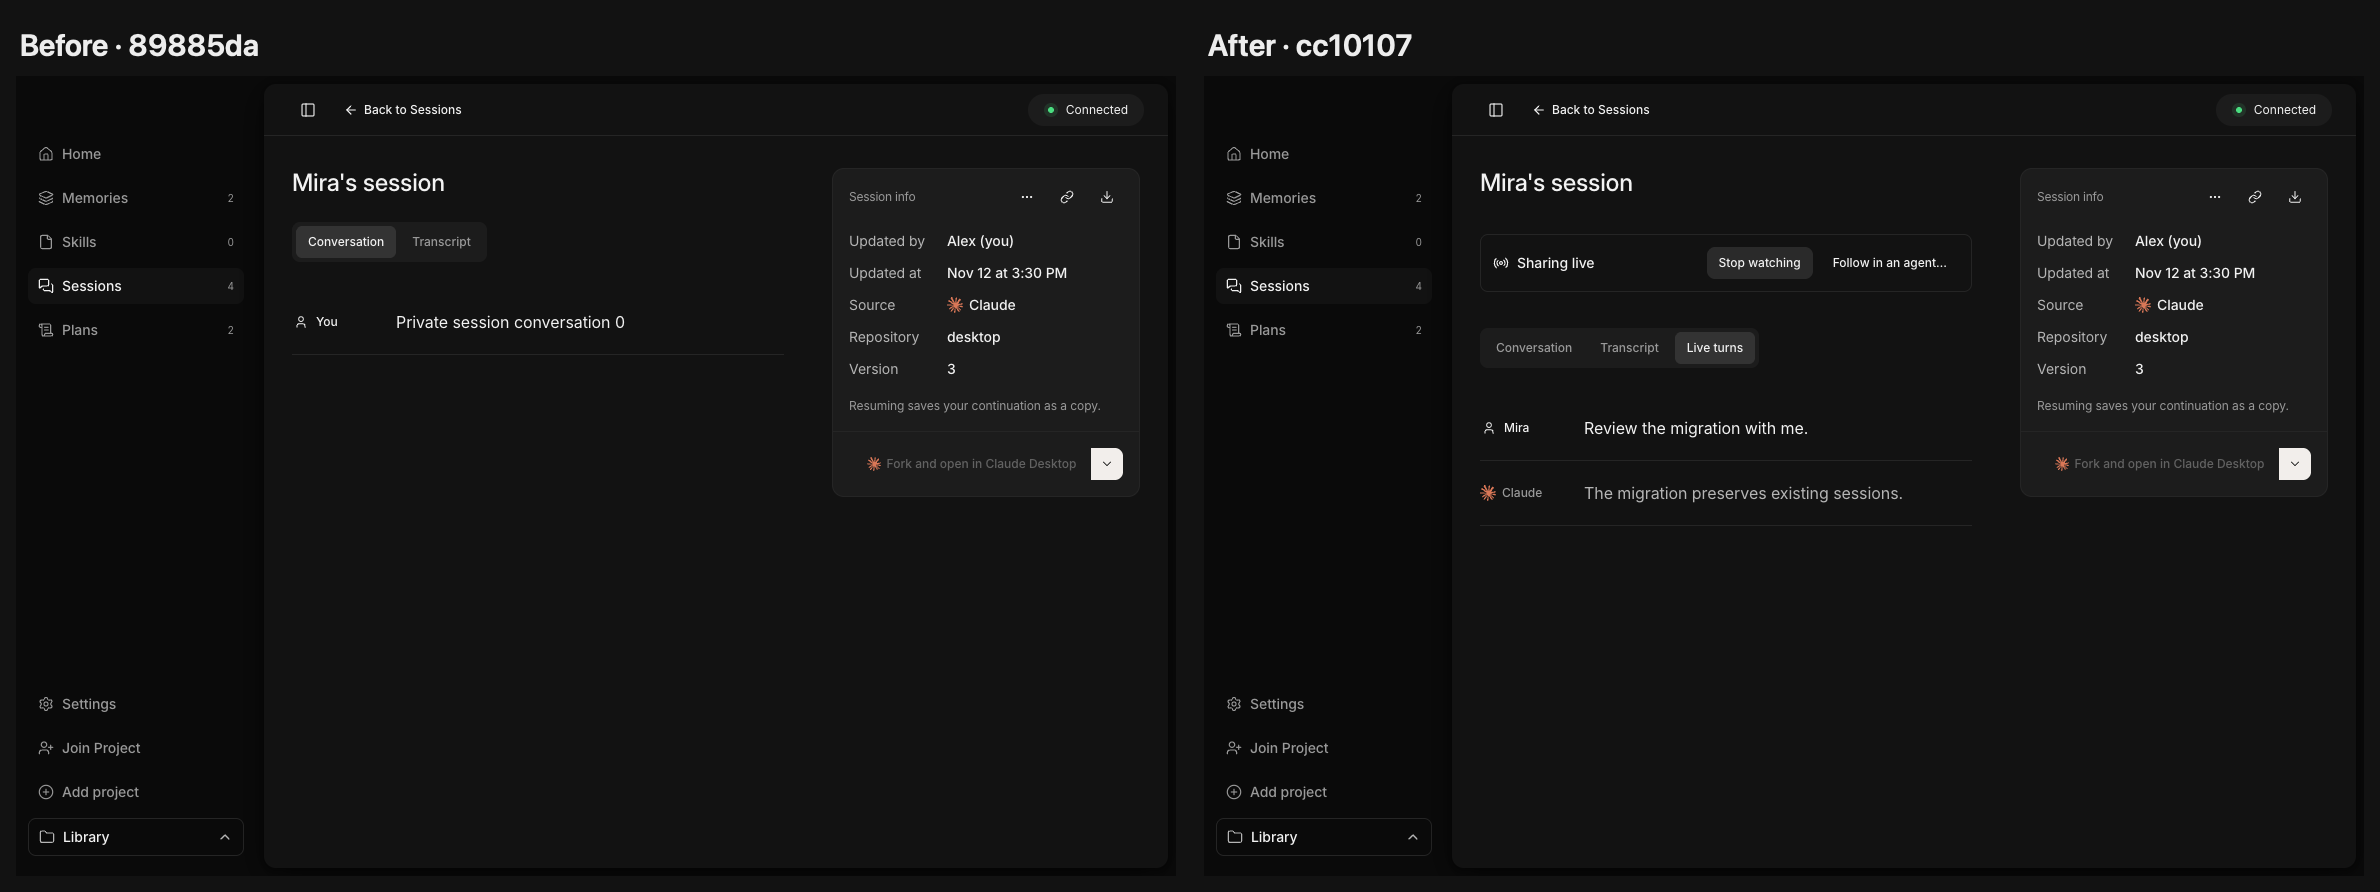 Before · 89885da
Back to Sessions
Connected
Home
Memories 2
Skills 0
Sessions 4
Plans 2
Settings
Join Project
Add project
Library
Mira's session
Conversation Transcript
You Private session conversation 0
Session info
Updated by Alex (you)
Updated at Nov 12 at 3:30 PM
Source Claude
Repository desktop
Version 3
Resuming saves your continuation as a copy.
Fork and open in Claude Desktop
After · cc10107
Back to Sessions
Connected
Home
Memories 2
Skills 0
Sessions 4
Plans 2
Settings
Join Project
Add project
Library
Mira's session
Sharing live Stop watching Follow in an agent...
Conversation Transcript Live turns
Mira Review the migration with me.
Claude The migration preserves existing sessions.
Session info
Updated by Alex (you)
Updated at Nov 12 at 3:30 PM
Source Claude
Repository desktop
Version 3
Resuming saves your continuation as a copy.
Fork and open in Claude Desktop